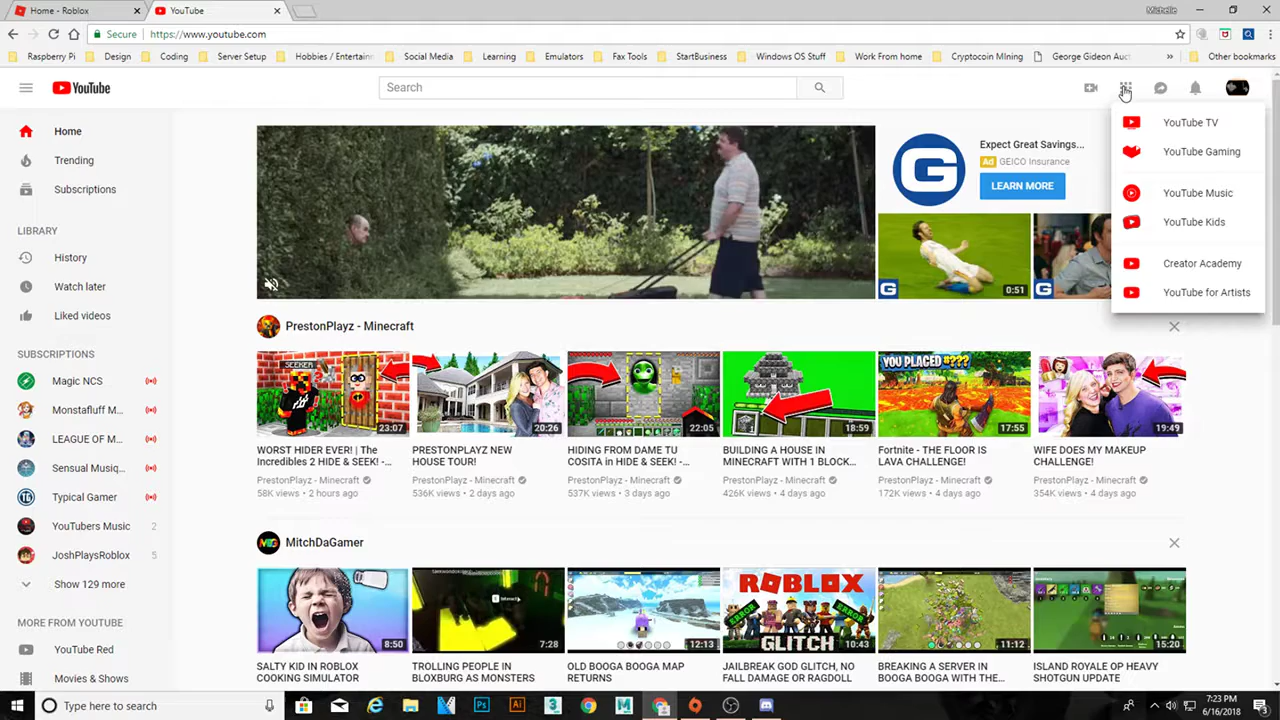 Home - Roblox
YouTube
Michelle
Secure
https://www.youtube.com
Raspberry Pi
Design
Coding
Server Setup
Hobbies / Entertain
Social Media
Learning
Emulators
Fax Tools
StartBusiness
Windows OS Stuff
Work From home
Cryptocoin MIning
George Gideon Auct
»
Other bookmarks
YouTube
Search
Home
Trending
Subscriptions
LIBRARY
History
Watch later
Liked videos
SUBSCRIPTIONS
Magic NCS
Monstafluff M...
LEAGUE OF M...
Sensual Musiq...
Typical Gamer
YouTubers Music
2
JoshPlaysRoblox
5
Show 129 more
MORE FROM YOUTUBE
YouTube Red
Movies & Shows
Expect Great Savings...
Ad GEICO Insurance
LEARN MORE
G
G
0:51
G
YouTube TV
YouTube Gaming
YouTube Music
YouTube Kids
Creator Academy
YouTube for Artists
PrestonPlayz - Minecraft
SEEKER
23:07
20:26
22:05
18:59
YOU PLACED #???
17:55
19:49
WORST HIDER EVER! | The
Incredibles 2 HIDE & SEEK! -...
PrestonPlayz - Minecraft
58K views • 2 hours ago
PRESTONPLAYZ NEW
HOUSE TOUR!
PrestonPlayz - Minecraft
536K views • 2 days ago
HIDING FROM DAME TU
COSITA in HIDE & SEEK! -...
PrestonPlayz - Minecraft
537K views • 3 days ago
BUILDING A HOUSE IN
MINECRAFT WITH 1 BLOCK...
PrestonPlayz - Minecraft
426K views • 4 days ago
Fortnite - THE FLOOR IS
LAVA CHALLENGE!
PrestonPlayz - Minecraft
172K views • 4 days ago
WIFE DOES MY MAKEUP
CHALLENGE!
PrestonPlayz - Minecraft
354K views • 4 days ago
MitchDaGamer
8:50
7:28
12:13
ROBLOX
ERROR
ERROR
GLITCH
10:43
11:12
15:20
SALTY KID IN ROBLOX
COOKING SIMULATOR
TROLLING PEOPLE IN
BLOXBURG AS MONSTERS
OLD BOOGA BOOGA MAP
RETURNS
JAILBREAK GOD GLITCH, NO
DAMAGE OR RAGDOLL
BREAKING A SERVER IN
BOOGA BOOGA WITH THE...
ISLAND ROYALE OP HEAVY
SHOTGUN UPDATE
Type here to search
Ps
Ai
3
M
7:23 PM
6/16/2018
3